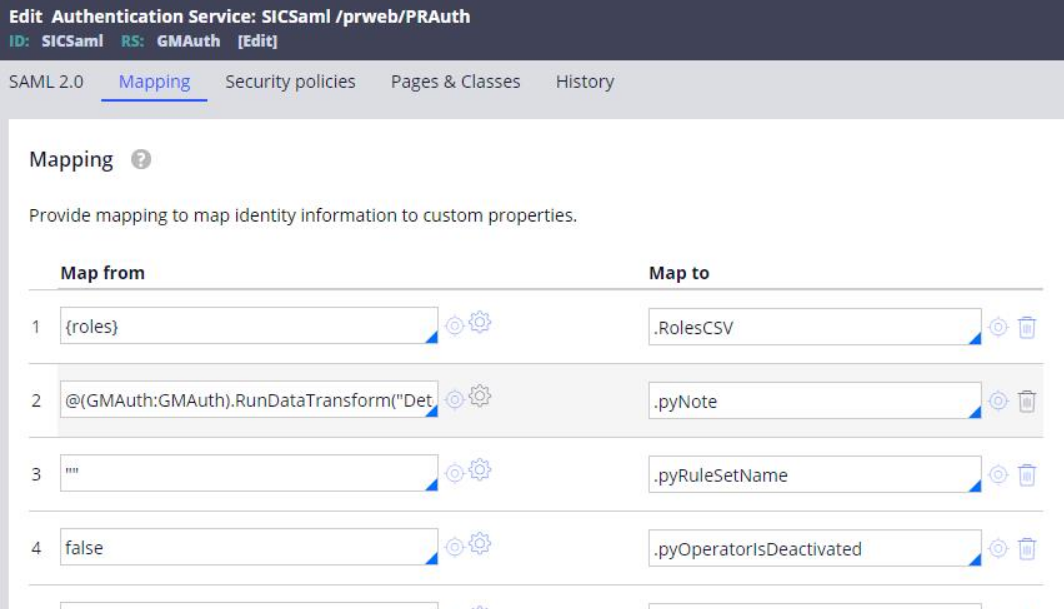 Edit Authentication Service: SICSaml /prweb/PRAuth
ID: SICSaml RS: GMAuth [Edit]
SAML 2.0 Mapping Security policies Pages & Classes History
Mapping ?
Provide mapping to map identity information to custom properties.
Map from Map to
1 {roles} .RolesCSV
2 @(GMAuth:GMAuth).RunDataTransform("Det .pyNote
3 "" .pyRuleSetName
4 false .pyOperatorIsDeactivated